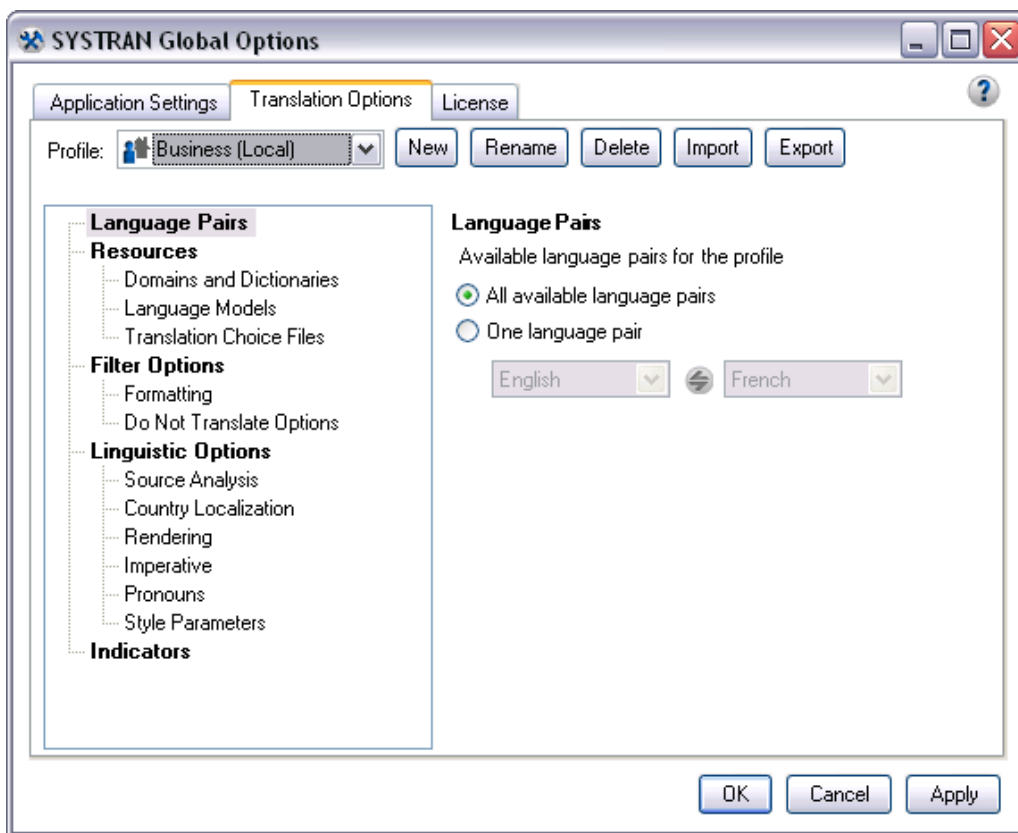 SYSTRAN Global Options
Application Settings Translation Options License ?
Profile: Business (Local) New Rename Delete Import Export
Language Pairs
Resources
Domains and Dictionaries
Language Models
Translation Choice Files
Filter Options
Formatting
Do Not Translate Options
Linguistic Options
Source Analysis
Country Localization
Rendering
Imperative
Pronouns
Style Parameters
Indicators
Language Pairs
Available language pairs for the profile
All available language pairs
One language pair
English French
OK Cancel Apply